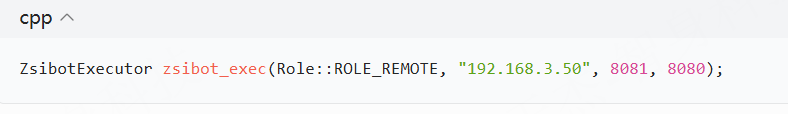 cpp
ZsibotExecutor zsibot_exec(Role::ROLE_REMOTE, "192.168.3.50", 8081, 8080);